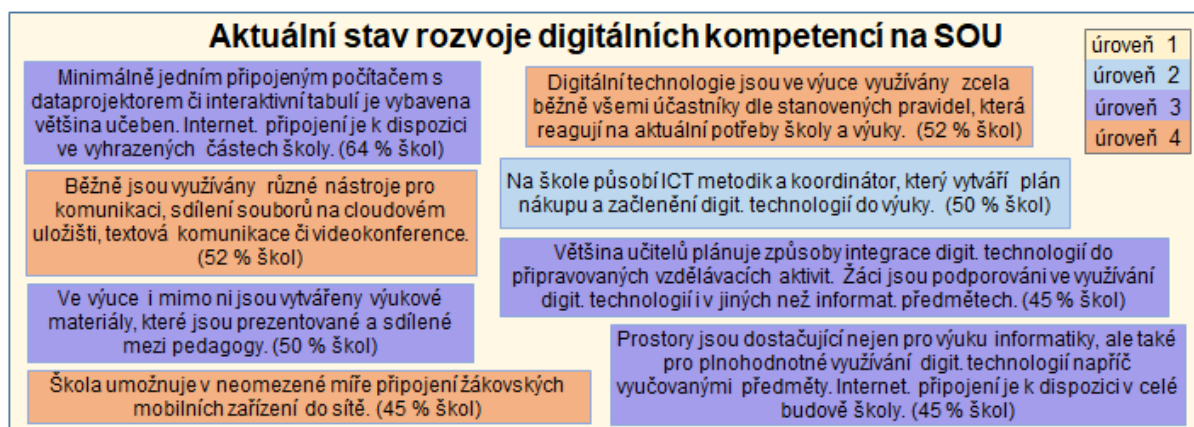 Aktuální stav rozvoje digitálních kompetencí na SOU
úroveň 1
úroveň 2
úroveň 3
úroveň 4
Minimálně jedním připojeným počítačem s
dataprojektorem či interaktivní tabulí je vybavena
většina učeben. Internet. připojení je k dispozici
ve vyhrazených částech školy. (64 % škol)
Digitální technologie jsou ve výuce využívány zcela
běžně všemi účastníky dle stanovených pravidel, která
reagují na aktuální potřeby školy a výuky. (52 % škol)
Běžně jsou využívány různé nástroje pro
komunikaci, sdílení souborů na cloudovém
uložišti, textová komunikace či videokonference.
(52 % škol)
Na škole působí ICT metodik a koordinátor, který vytváří plán
nákupu a začlenění digit. technologií do výuky. (50 % škol)
Většina učitelů plánuje způsoby integrace digit. technologií do
připravovaných vzdělávacích aktivit. Žáci jsou podporováni ve využívání
digit. technologií i v jiných než informat. předmětech. (45 % škol)
Ve výuce i mimo ni jsou vytvářeny výukové
materiály, které jsou prezentované a sdílené
mezi pedagogy. (50 % škol)
Prostory jsou dostačující nejen pro výuku informatiky, ale také
pro plnohodnotné využívání digit. technologií napříč
vyučovanými předměty. Internet. připojení je k dispozici v celé
budově školy. (45 % škol)
Škola umožnuje v neomezené míře připojení žákovských
mobilních zařízení do sítě. (45 % škol)